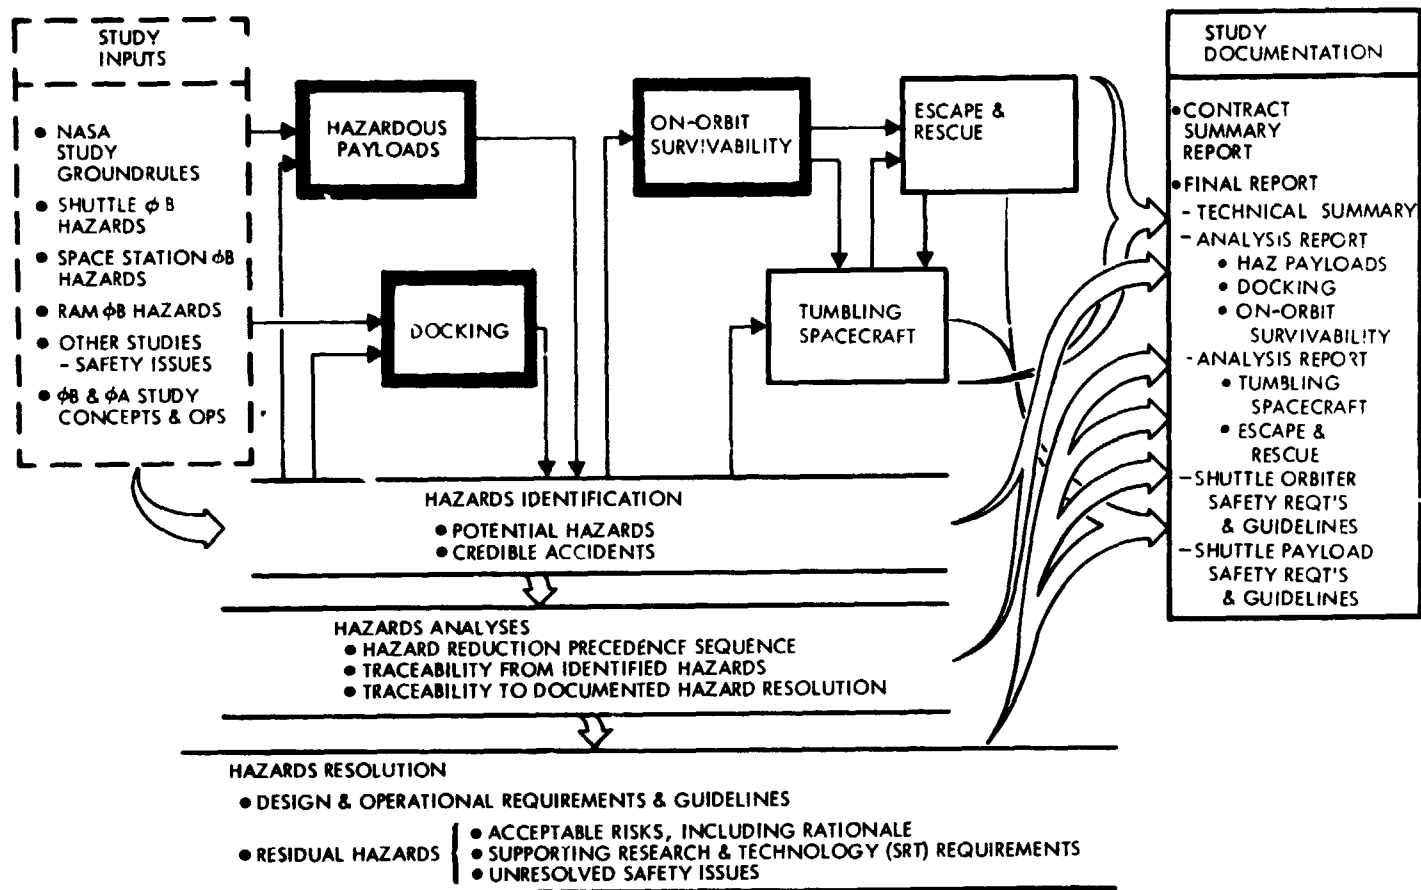 STUDY
INPUTS
● NASA
STUDY
GROUNDRULES
● SHUTTLE ϕ B
HAZARDS
● SPACE STATION ϕB
HAZARDS
● RAM ϕB HAZARDS
● OTHER STUDIES
– SAFETY ISSUES
● ϕB & ϕA STUDY
CONCEPTS & OPS
HAZARDOUS
PAYLOADS
DOCKING
ON-ORBIT
SURVIVABILITY
ESCAPE &
RESCUE
TUMBLING
SPACECRAFT
HAZARDS IDENTIFICATION
● POTENTIAL HAZARDS
● CREDIBLE ACCIDENTS
HAZARDS ANALYSES
● HAZARD REDUCTION PRECEDENCE SEQUENCE
● TRACEABILITY FROM IDENTIFIED HAZARDS
● TRACEABILITY TO DOCUMENTED HAZARD RESOLUTION
HAZARDS RESOLUTION
● DESIGN & OPERATIONAL REQUIREMENTS & GUIDELINES
● RESIDUAL HAZARDS
● ACCEPTABLE RISKS, INCLUDING RATIONALE
● SUPPORTING RESEARCH & TECHNOLOGY (SRT) REQUIREMENTS
● UNRESOLVED SAFETY ISSUES
STUDY
DOCUMENTATION
● CONTRACT
SUMMARY
REPORT
● FINAL REPORT
– TECHNICAL SUMMARY
– ANALYSIS REPORT
● HAZ PAYLOADS
● DOCKING
● ON-ORBIT
SURVIVABILITY
- ANALYSIS REPORT
● TUMBLING
SPACECRAFT
● ESCAPE &
RESCUE
– SHUTTLE ORBITER
SAFETY REQT'S
& GUIDELINES
– SHUTTLE PAYLOAD
SAFETY REQT'S
& GUIDELINES